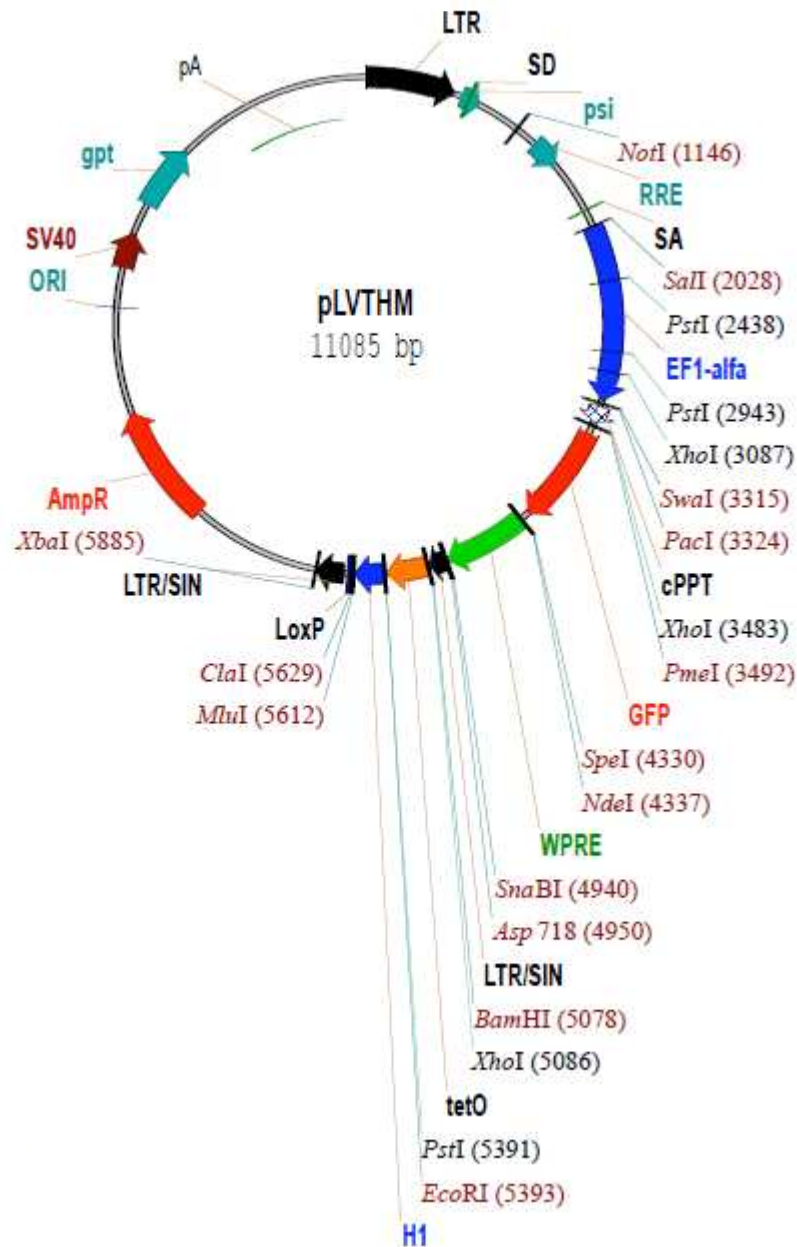 LTR
pA
SD
psi
gpt
NotI (1146)
RRE
SV40
SA
ORI
SalI (2028)
pLVTHM
PstI (2438)
11085 bp
EF1-alfa
PstI (2943)
XhoI (3087)
AmpR
SwaI (3315)
XbaI (5885)
PacI (3324)
LTR/SIN
cPPT
LoxP
XhoI (3483)
ClaI (5629)
PmeI (3492)
MluI (5612)
GFP
SpeI (4330)
NdeI (4337)
WPRE
SnaBI (4940)
Asp 718 (4950)
LTR/SIN
BamHI (5078)
XhoI (5086)
tetO
PstI (5391)
EcoRI (5393)
H1